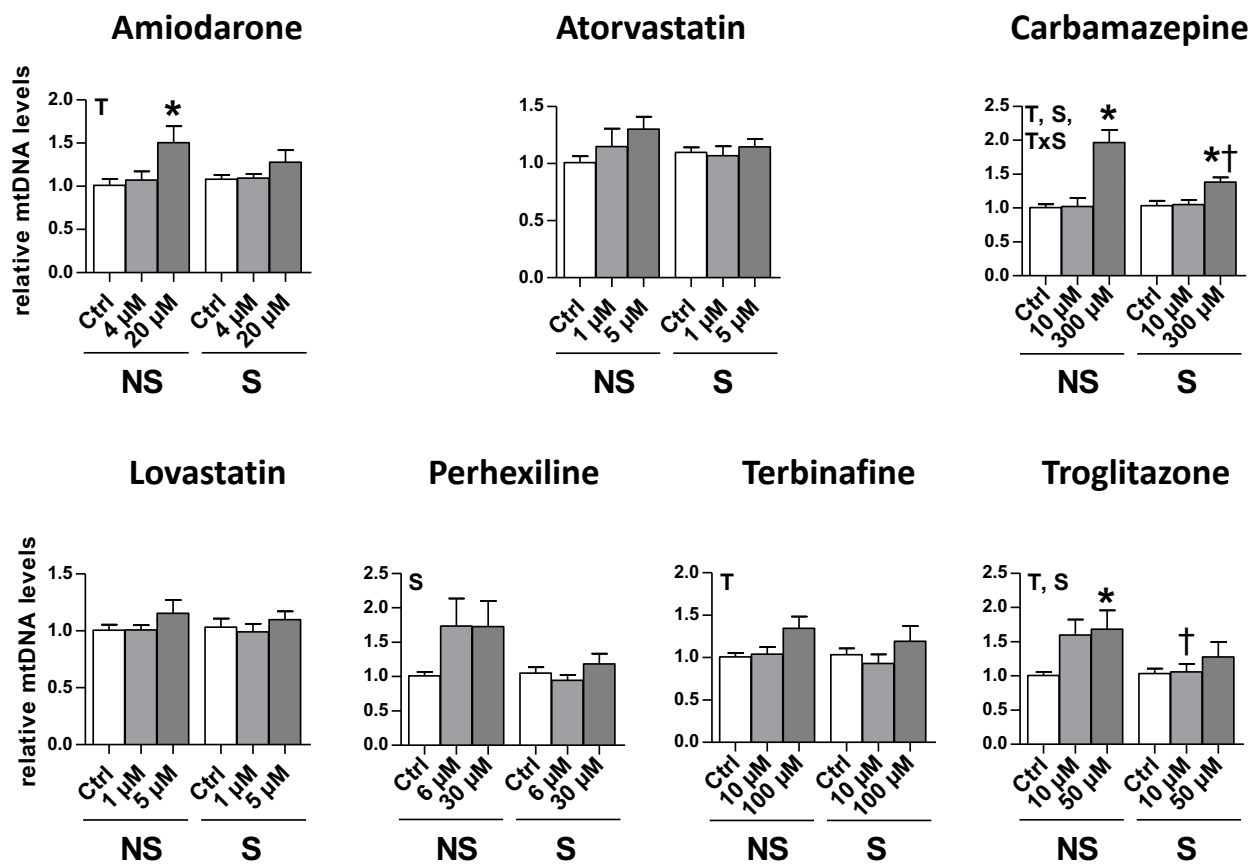 Amiodarone
relative mtDNA levels
2.0
1.5
1.0
0.5
0.0
T
*
Ctrl
4 µM
20 µM
Ctrl
4 µM
20 µM
NS
S
Atorvastatin
1.5
1.0
0.5
0.0
Ctrl
1 µM
5 µM
Ctrl
1 µM
5 µM
NS
S
Carbamazepine
2.5
2.0
1.5
1.0
0.5
0.0
T, S,
TxS
*
*†
Ctrl
10 µM
300 µM
Ctrl
10 µM
300 µM
NS
S
Lovastatin
relative mtDNA levels
1.5
1.0
0.5
0.0
Ctrl
1 µM
5 µM
Ctrl
1 µM
5 µM
NS
S
Perhexiline
2.5
2.0
1.5
1.0
0.5
0.0
S
Ctrl
6 µM
30 µM
Ctrl
6 µM
30 µM
NS
S
Terbinafine
2.0
1.5
1.0
0.5
0.0
T
Ctrl
10 µM
100 µM
Ctrl
10 µM
100 µM
NS
S
Troglitazone
2.5
2.0
1.5
1.0
0.5
0.0
T, S
*
†
Ctrl
10 µM
50 µM
Ctrl
10 µM
50 µM
NS
S